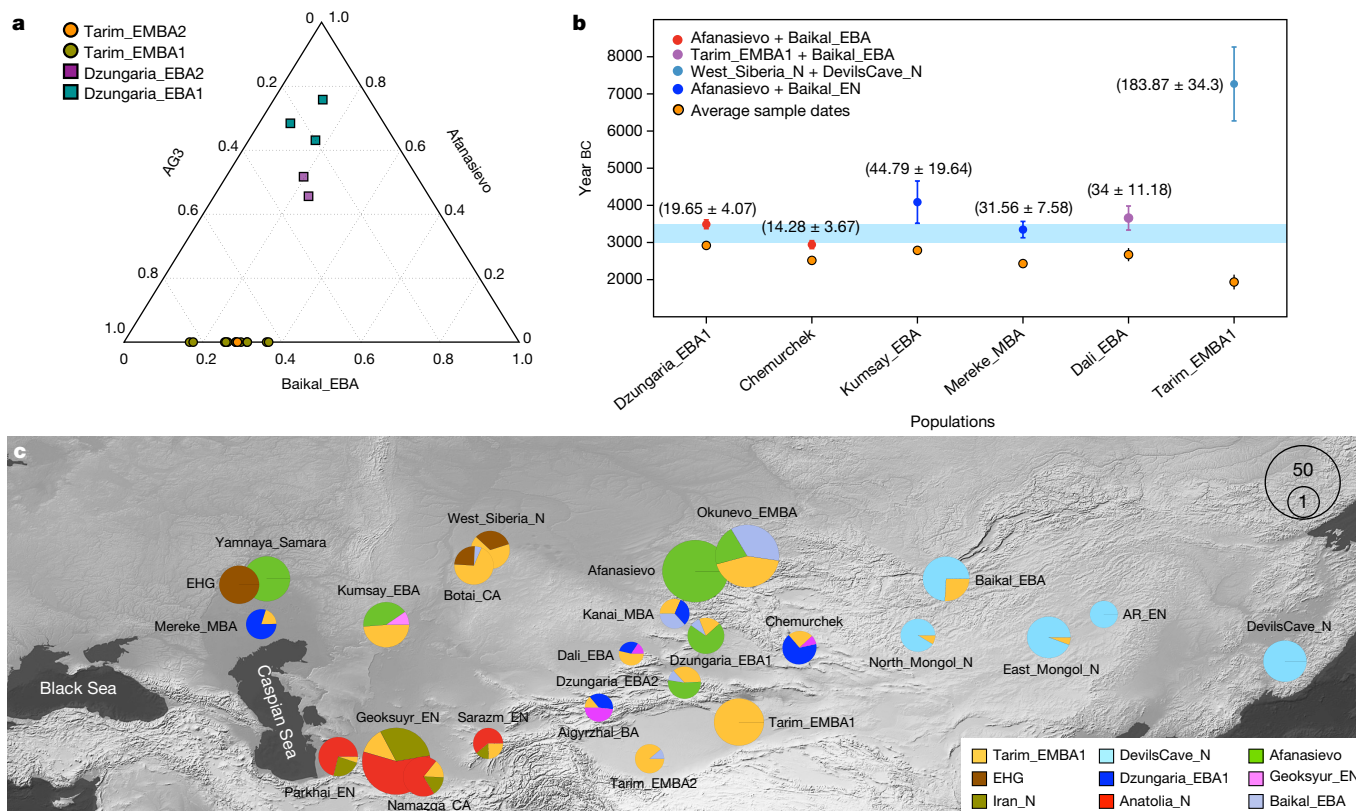 a
Tarim_EMBA2
Tarim_EMBA1
Dzungaria_EBA2
Dzungaria_EBA1
0 1.0
0.2 0.8
AG3
Afanasievo
0.4 0.6
0.6 0.4
0.8 0.2
1.0 0
0 0.2 0.4 0.6 0.8 1.0
Baikal_EBA
b
Afanasievo + Baikal_EBA
Tarim_EMBA1 + Baikal_EBA
West_Siberia_N + DevilsCave_N
Afanasievo + Baikal_EN
Average sample dates
Year BC
8000
7000
6000
5000
4000
3000
2000
(183.87 ± 34.3)
(44.79 ± 19.64)
(19.65 ± 4.07)
(14.28 ± 3.67)
(31.56 ± 7.58)
(34 ± 11.18)
Dzungaria_EBA1
Chemurchek
Kumsay_EBA
Mereke_MBA
Dali_EBA
Tarim_EMBA1
Populations
c
50
1
West_Siberia_N
Okunevo_EMBA
Yamnaya_Samara
Afanasievo
EHG
Kumsay_EBA
Botai_CA
Baikal_EBA
Mereke_MBA
Kanai_MBA
Chemurchek
AR_EN
DevilsCave_N
Dali_EBA
Dzungaria_EBA1
North_Mongol_N
East_Mongol_N
Dzungaria_EBA2
Black Sea
Caspian Sea
Geoksuyr_EN
Sarazm_EN
Aigyrzhal_BA
Tarim_EMBA1
Parkhai_EN
Namazga_CA
Tarim_EMBA2
Tarim_EMBA1 DevilsCave_N Afanasievo
EHG Dzungaria_EBA1 Geoksyur_EN
Iran_N Anatolia_N Baikal_EBA